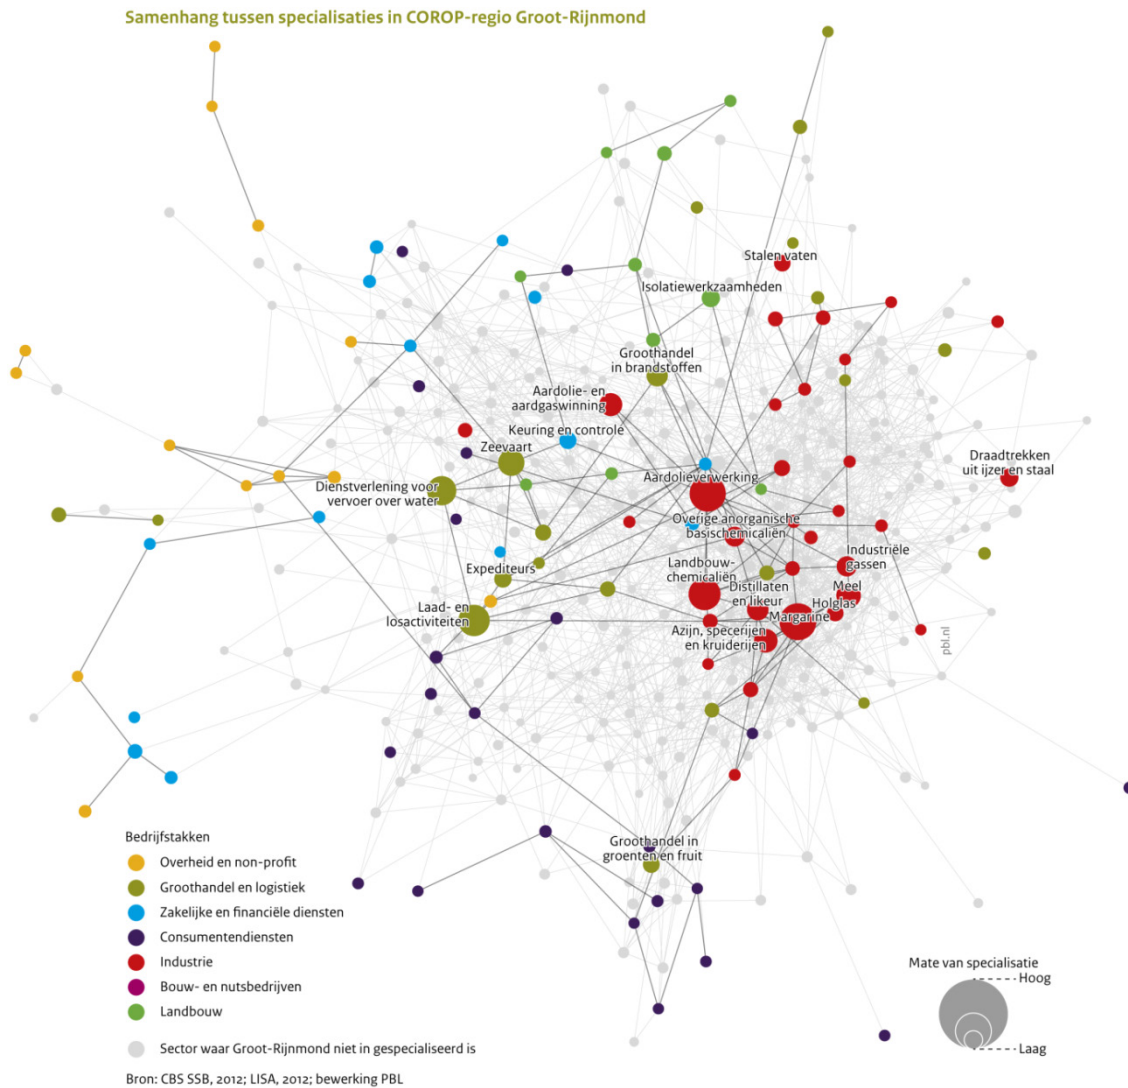 Samenhang tussen specialisaties in COROP-regio Groot-Rijnmond
Stalen vaten
Isolatiewerkzaamheden
Groothandel
in brandstoffen
Aardolie- en
aardgaswinning
Keuring en controle
Zeevaart
Dienstverlening voor
vervoer over water
Aardolieverwerking
Draadtrekken
uit ijzer en staal
Overige anorganische
basischemicaliën
Industriële
gassen
Expediteurs
Landbouw-
chemicaliën
Distillaten
en likeur
Meel
Holglas
Margarine
Laad- en
losactiviteiten
Azijn, specerijen
en kruiderijen
pbl.nl
Groothandel in
groenten en fruit
Bedrijfstakken
Overheid en non-profit
Groothandel en logistiek
Zakelijke en financiële diensten
Consumentendiensten
Industrie
Bouw- en nutsbedrijven
Landbouw
Sector waar Groot-Rijnmond niet in gespecialiseerd is
Mate van specialisatie
Hoog
Laag
Bron: CBS SSB, 2012; LISA, 2012; bewerking PBL